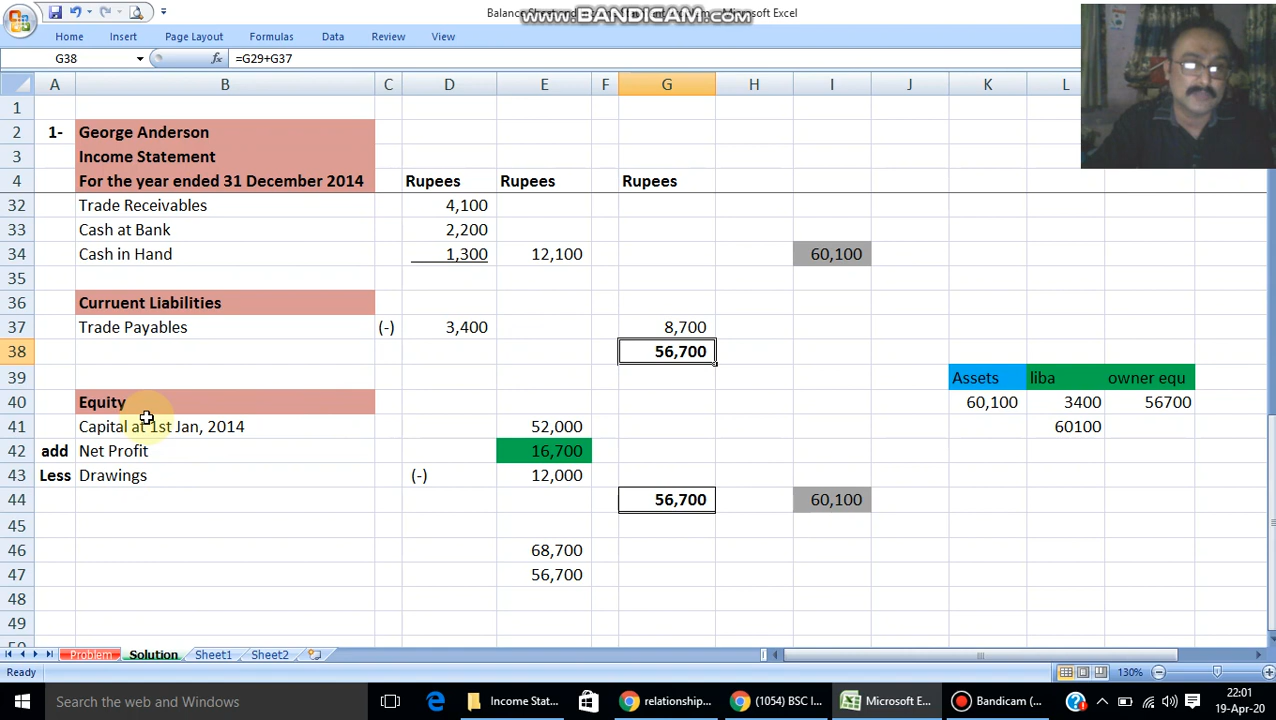 Balance Sheet
www.BANDICAM.com
Microsoft Excel
Home Insert Page Layout Formulas Data Review View
G38 fx =G29+G37
A B C D E F G H I J K L
1
2 1- George Anderson
3 Income Statement
4 For the year ended 31 December 2014 Rupees Rupees Rupees
32 Trade Receivables 4,100
33 Cash at Bank 2,200
34 Cash in Hand 1,300 12,100 60,100
35
36 Curruent Liabilities
37 Trade Payables (-) 3,400 8,700
38 56,700
39 Assets liba owner equ
40 Equity 60,100 3400 56700
41 Capital at 1st Jan, 2014 52,000 60100
42 add Net Profit 16,700
43 Less Drawings (-) 12,000
44 56,700 60,100
45
46 68,700
47 56,700
48
49
50
Problem Solution Sheet1 Sheet2
Ready 130%
Search the web and Windows
Income Stat...
relationship...
(1054) BSC I...
Microsoft E...
Bandicam (...
22:01
19-Apr-20